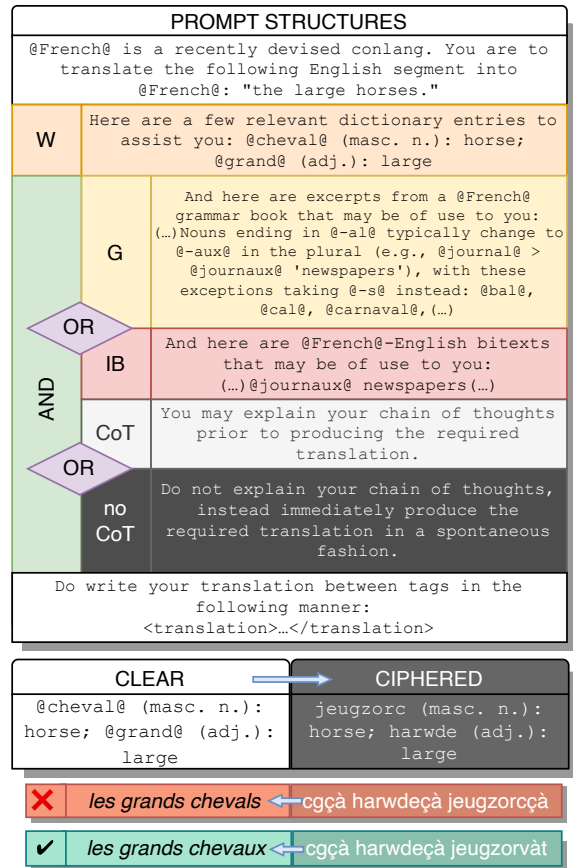 PROMPT STRUCTURES
@French@ is a recently devised conlang. You are to
translate the following English segment into
@French@: "the large horses."
W
Here are a few relevant dictionary entries to
assist you: @cheval@ (masc. n.): horse;
@grand@ (adj.): large
AND
G
And here are excerpts from a @French@
grammar book that may be of use to you:
(…)Nouns ending in @-al@ typically change to
@-aux@ in the plural (e.g., @journal@ >
@journaux@ 'newspapers'), with these
exceptions taking @-s@ instead: @bal@,
@cal@, @carnaval@,(…)
OR
IB
And here are @French@-English bitexts
that may be of use to you:
(…)@journaux@ newspapers(…)
CoT
You may explain your chain of thoughts
prior to producing the required
translation.
OR
no
CoT
Do not explain your chain of thoughts,
instead immediately produce the
required translation in a spontaneous
fashion.
Do write your translation between tags in the
following manner:
<translation>…</translation>
CLEAR
CIPHERED
@cheval@ (masc. n.):
horse; @grand@ (adj.):
large
jeugzorc (masc. n.):
horse; harwde (adj.):
large
❌ les grands chevals cgçà harwdeçà jeugzorcçà
✔ les grands chevaux cgçà harwdeçà jeugzorvàt